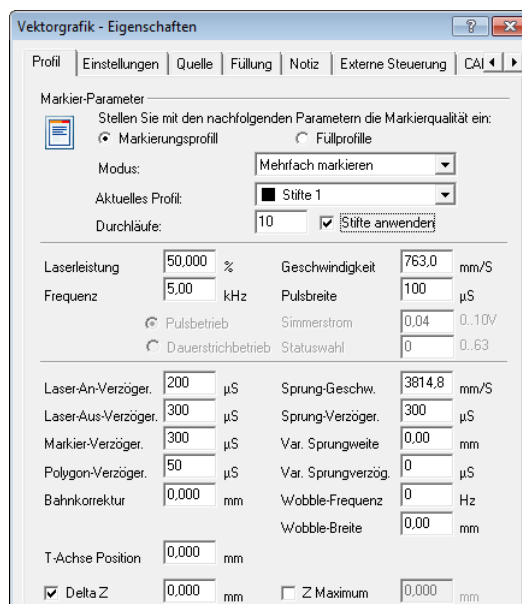 Vektorgrafik - Eigenschaften
Profil Einstellungen Quelle Füllung Notiz Externe Steuerung CAI
Markier-Parameter
Stellen Sie mit den nachfolgenden Parametern die Markierqualität ein:
Markierungsprofill Füllprofille
Modus: Mehrfach markieren
Aktuelles Profil: Stifte 1
Durchläufe: 10 Stifte anwenden
Laserleistung 50,000 % Geschwindigkeit 763,0 mm/S
Frequenz 5,00 kHz Pulsbreite 100 µS
Pulsbetrieb Simmerstrom 0,04 0..10V
Dauerstrichbetrieb Statuswahl 0 0..63
Laser-An-Verzöger. 200 µS Sprung-Geschw. 3814,8 mm/S
Laser-Aus-Verzöger. 300 µS Sprung-Verzöger. 300 µS
Markier-Verzöger. 300 µS Var. Sprungweite 0,00 mm
Polygon-Verzöger. 50 µS Var. Sprungverzög. 0 µS
Bahnkorrektur 0,000 mm Wobble-Frequenz 0 Hz
Wobble-Breite 0,00 mm
T-Achse Position 0,000 mm
Delta Z 0,000 mm Z Maximum 0,000 mm